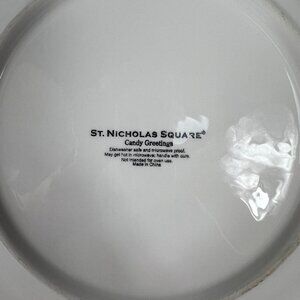 ST. NICHOLAS SQUARE®
Candy Greetings
Dishwasher safe and microwave proof.
May get hot in microwave; handle with care.
Not intended for oven use.
Made in China